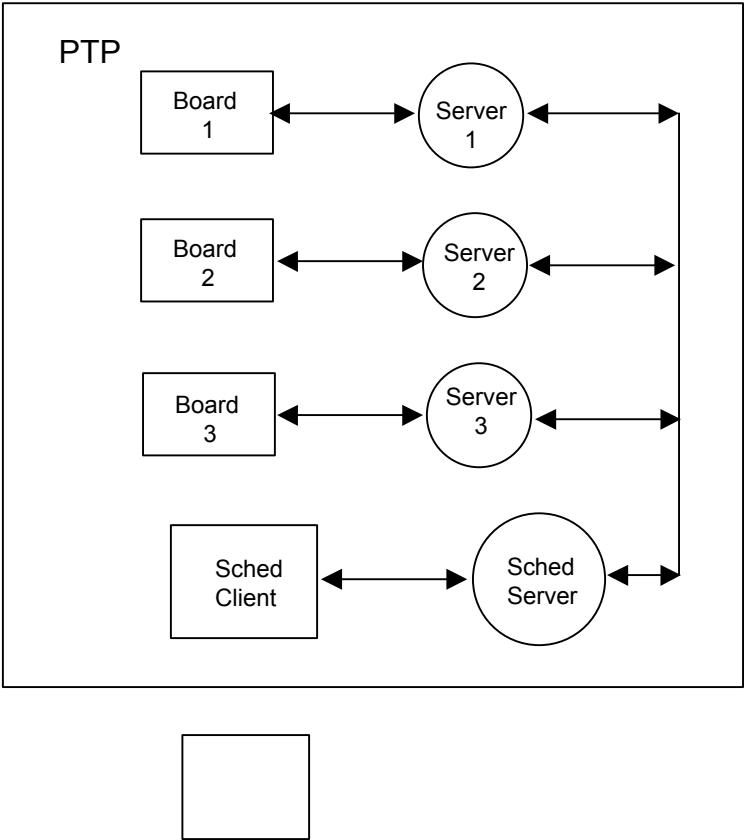 PTP
Board
1
Server
1
Board
2
Server
2
Board
3
Server
3
Sched
Client
Sched
Server